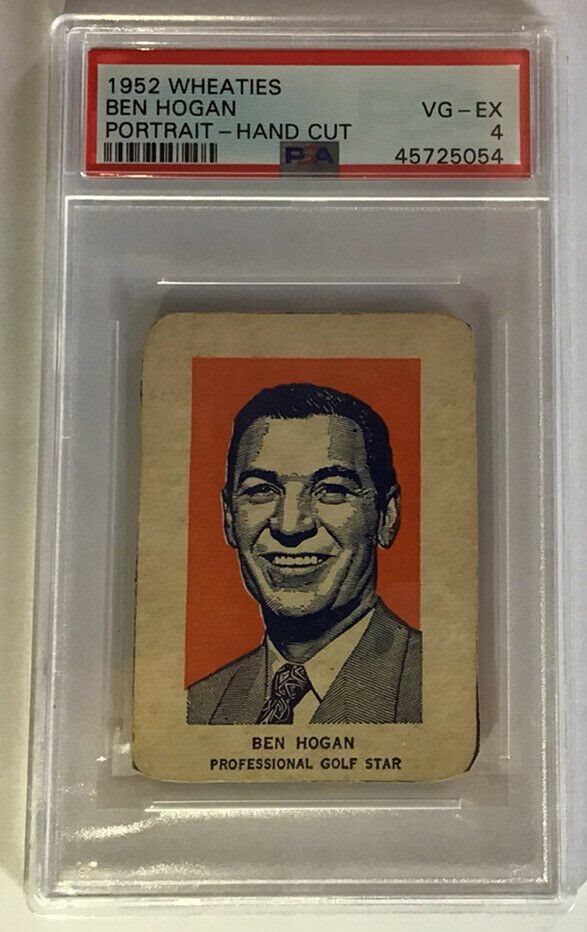 1952 WHEATIES
BEN HOGAN VG-EX
PORTRAIT-HAND CUT 4
PSA 45725054
BEN HOGAN
PROFESSIONAL GOLF STAR